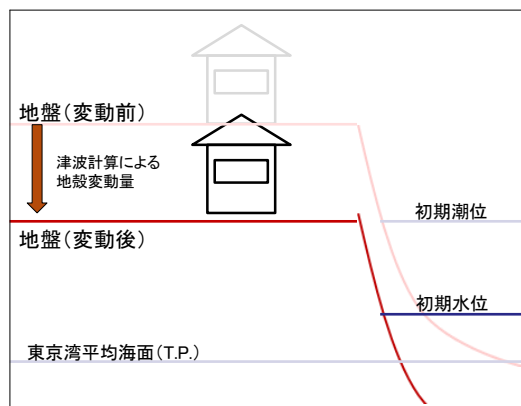 地盤(変動前)
津波計算による
地殻変動量
初期潮位
地盤(変動後)
初期水位
東京湾平均海面(T.P.)